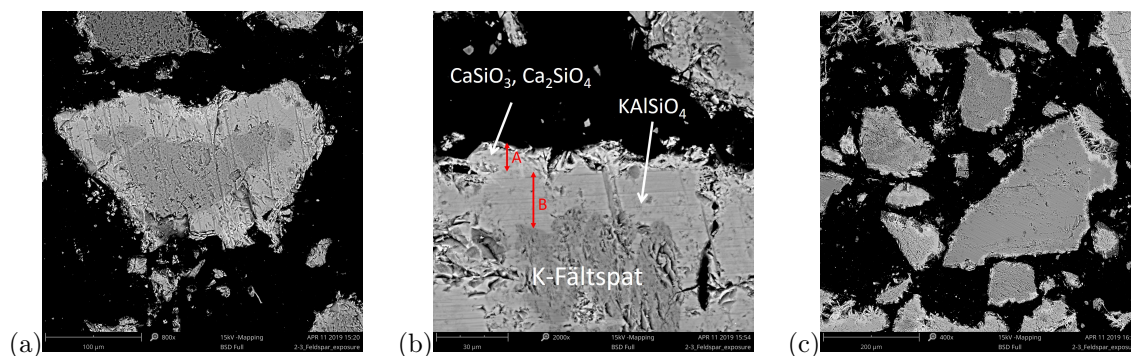 (a)
100 µm
800x
15kV -Mapping
APR 11 2019 15:20
BSD Full
2-3_Feldspar_exposure
(b)
CaSiO₃, Ca₂SiO₄
KAlSiO₄
A
B
K-Fältspat
30 µm
2000x
15kV -Mapping
APR 11 2019 15:54
BSD Full
2-3_Feldspar_exposure
(c)
200 µm
400x
15kV -Mapping
APR 11 2019 16:
BSD Full
2-3_Feldspar_exposure